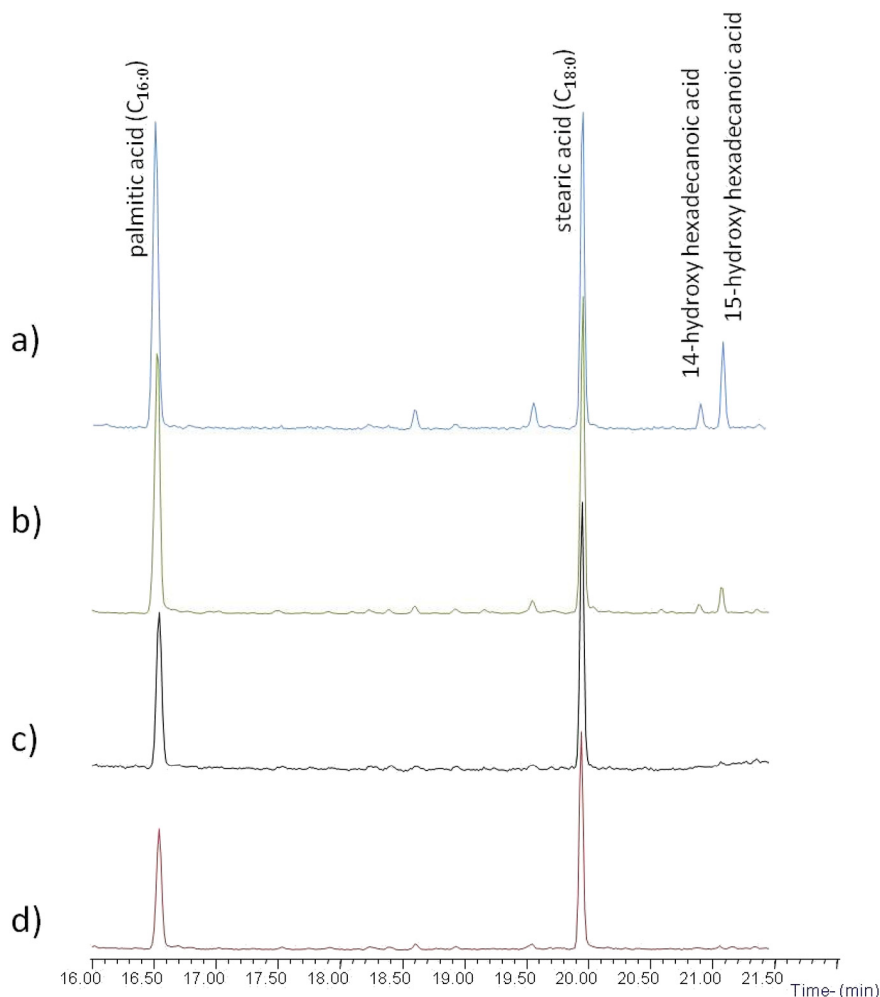 palmitic acid (C16:0)
stearic acid (C18:0)
14-hydroxy hexadecanoic acid
15-hydroxy hexadecanoic acid
a)
b)
c)
d)
16.00 16.50 17.00 17.50 18.00 18.50 19.00 19.50 20.00 20.50 21.00 21.50
Time- (min)